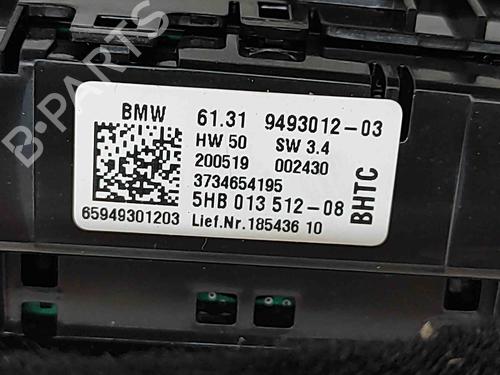 B-PARTS
BMW 61.31 9493012-03
HW 50 SW 3.4
200519 002430
3734654195
5HB 013 512-08
65949301203 Lief.Nr.185436 10
BHTC